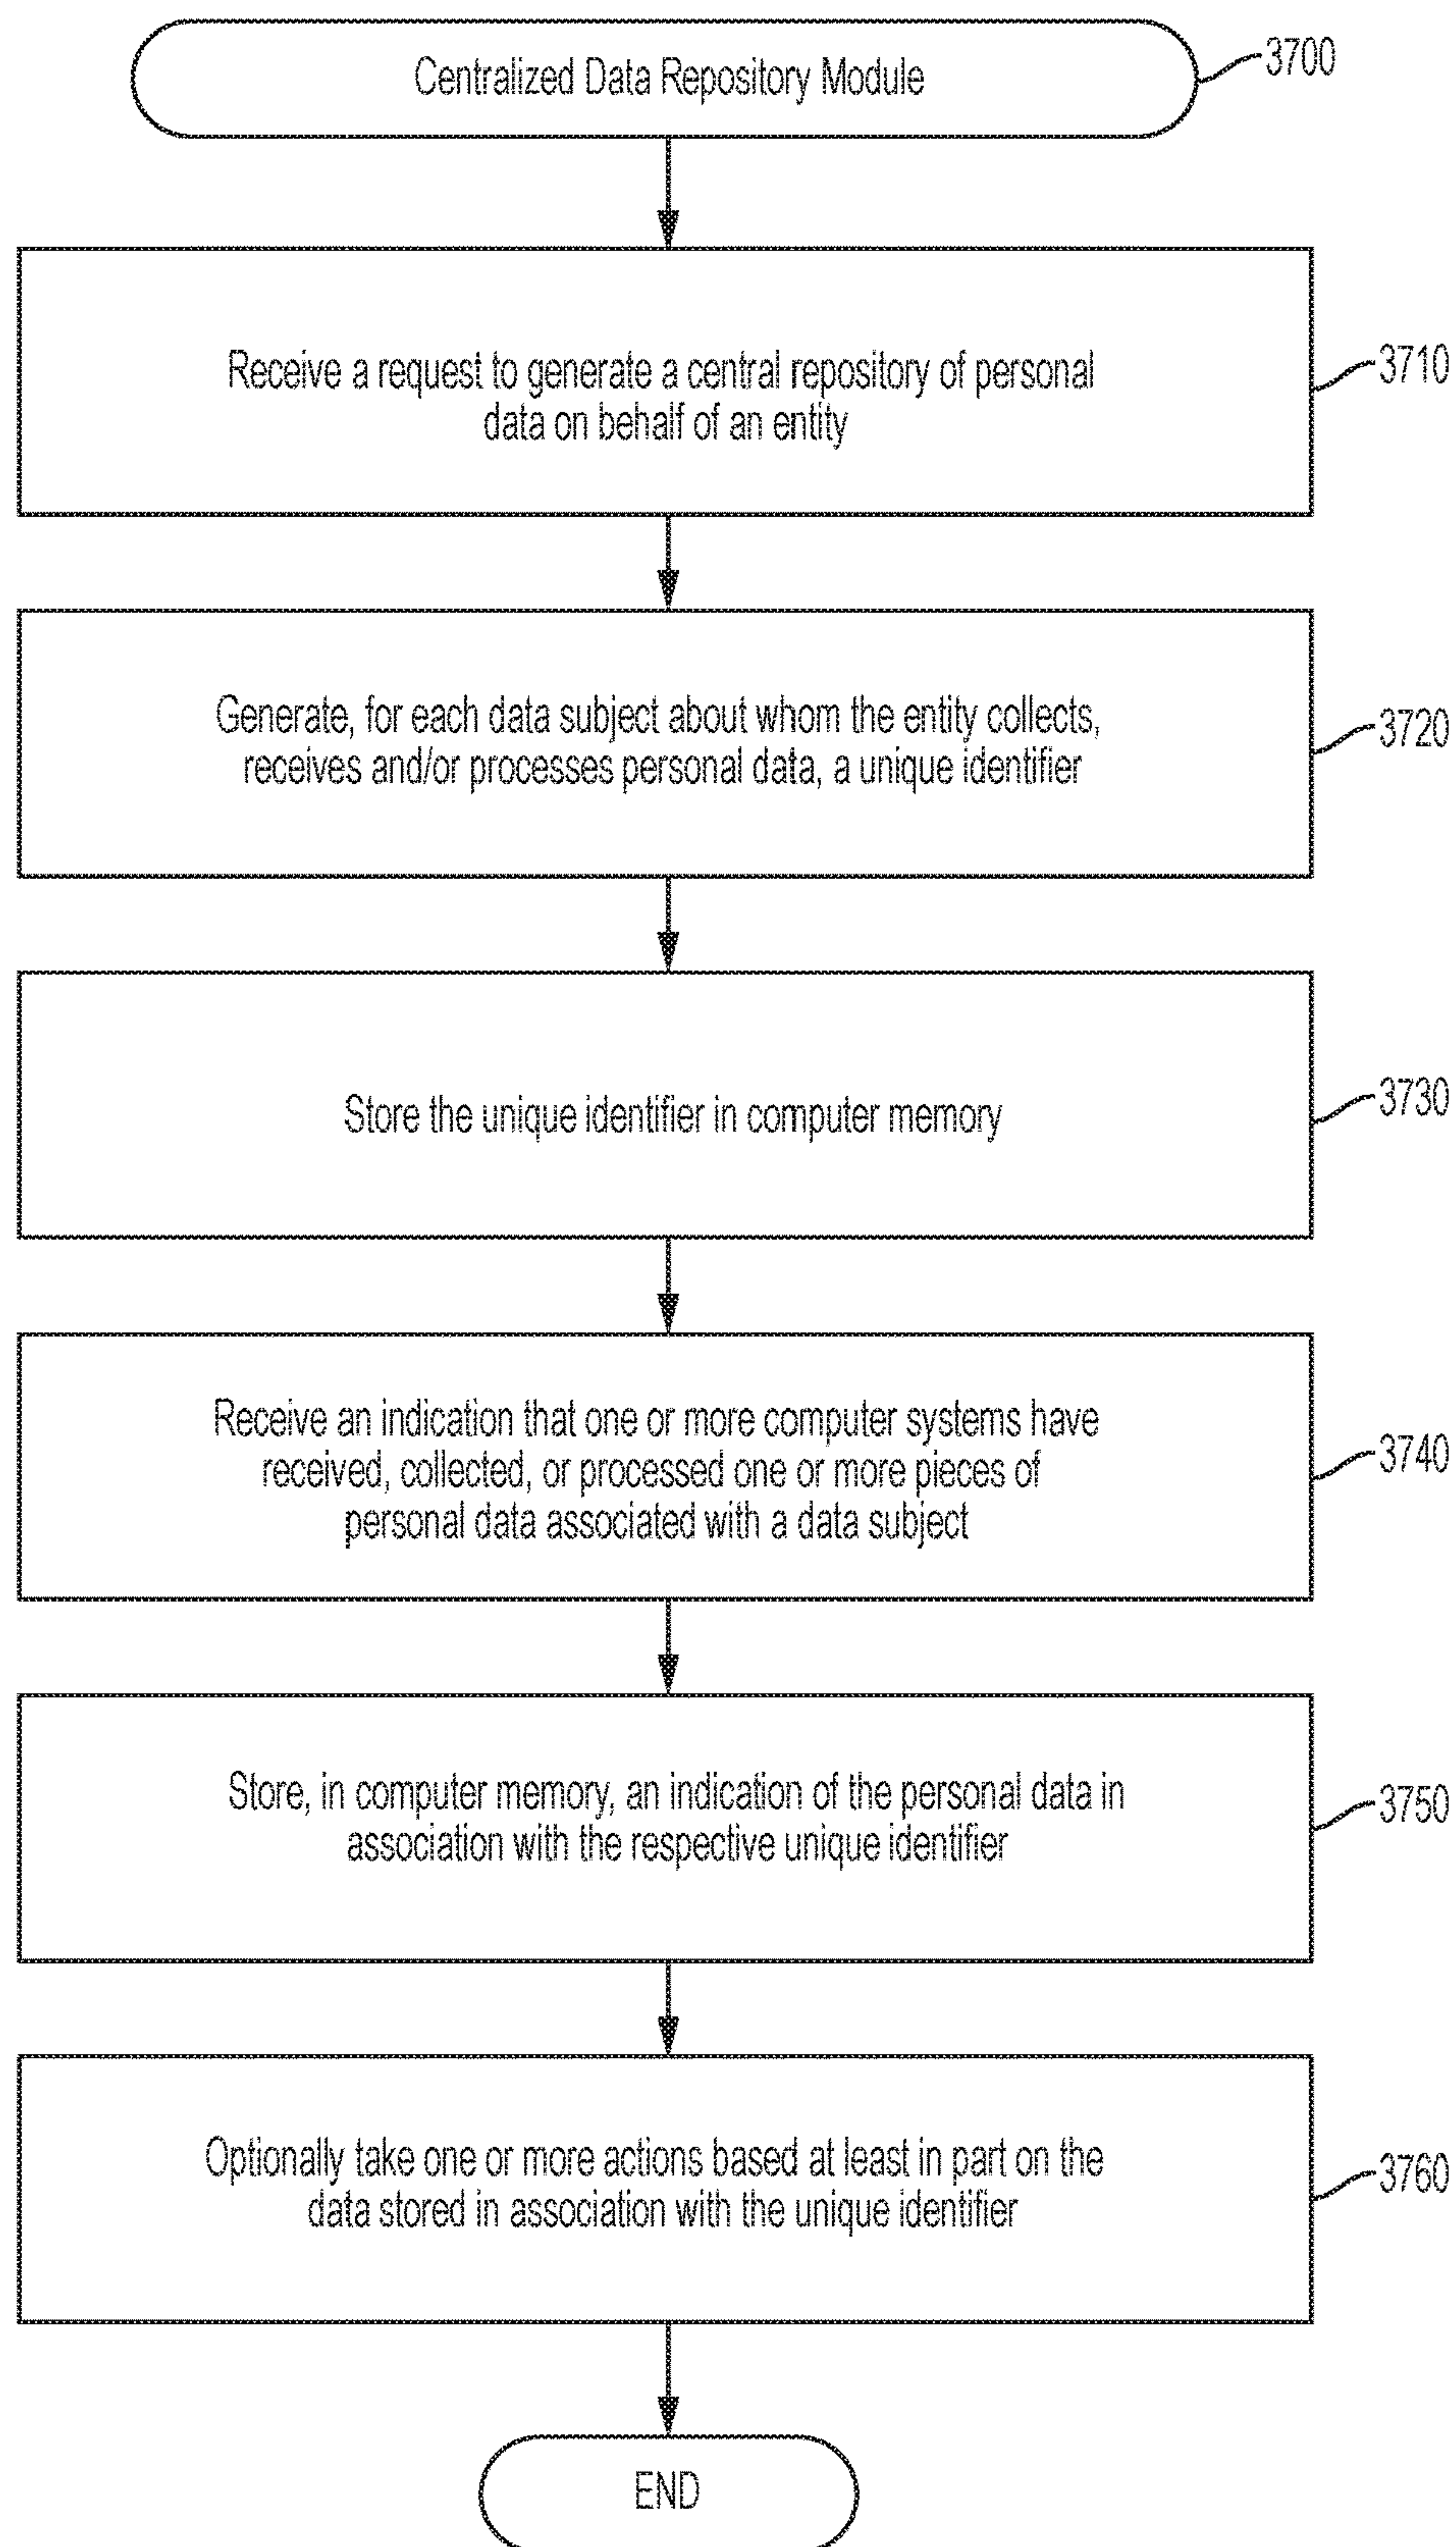 Centralized Data Repository Module
3700
Receive a request to generate a central repository of personal
data on behalf of an entity
3710
Generate, for each data subject about whom the entity collects,
receives and/or processes personal data, a unique identifier
3720
Store the unique identifier in computer memory
3730
Receive an indication that one or more computer systems have
received, collected, or processed one or more pieces of
personal data associated with a data subject
3740
Store, in computer memory, an indication of the personal data in
association with the respective unique identifier
3750
Optionally take one or more actions based at least in part on the
data stored in association with the unique identifier
3760
END